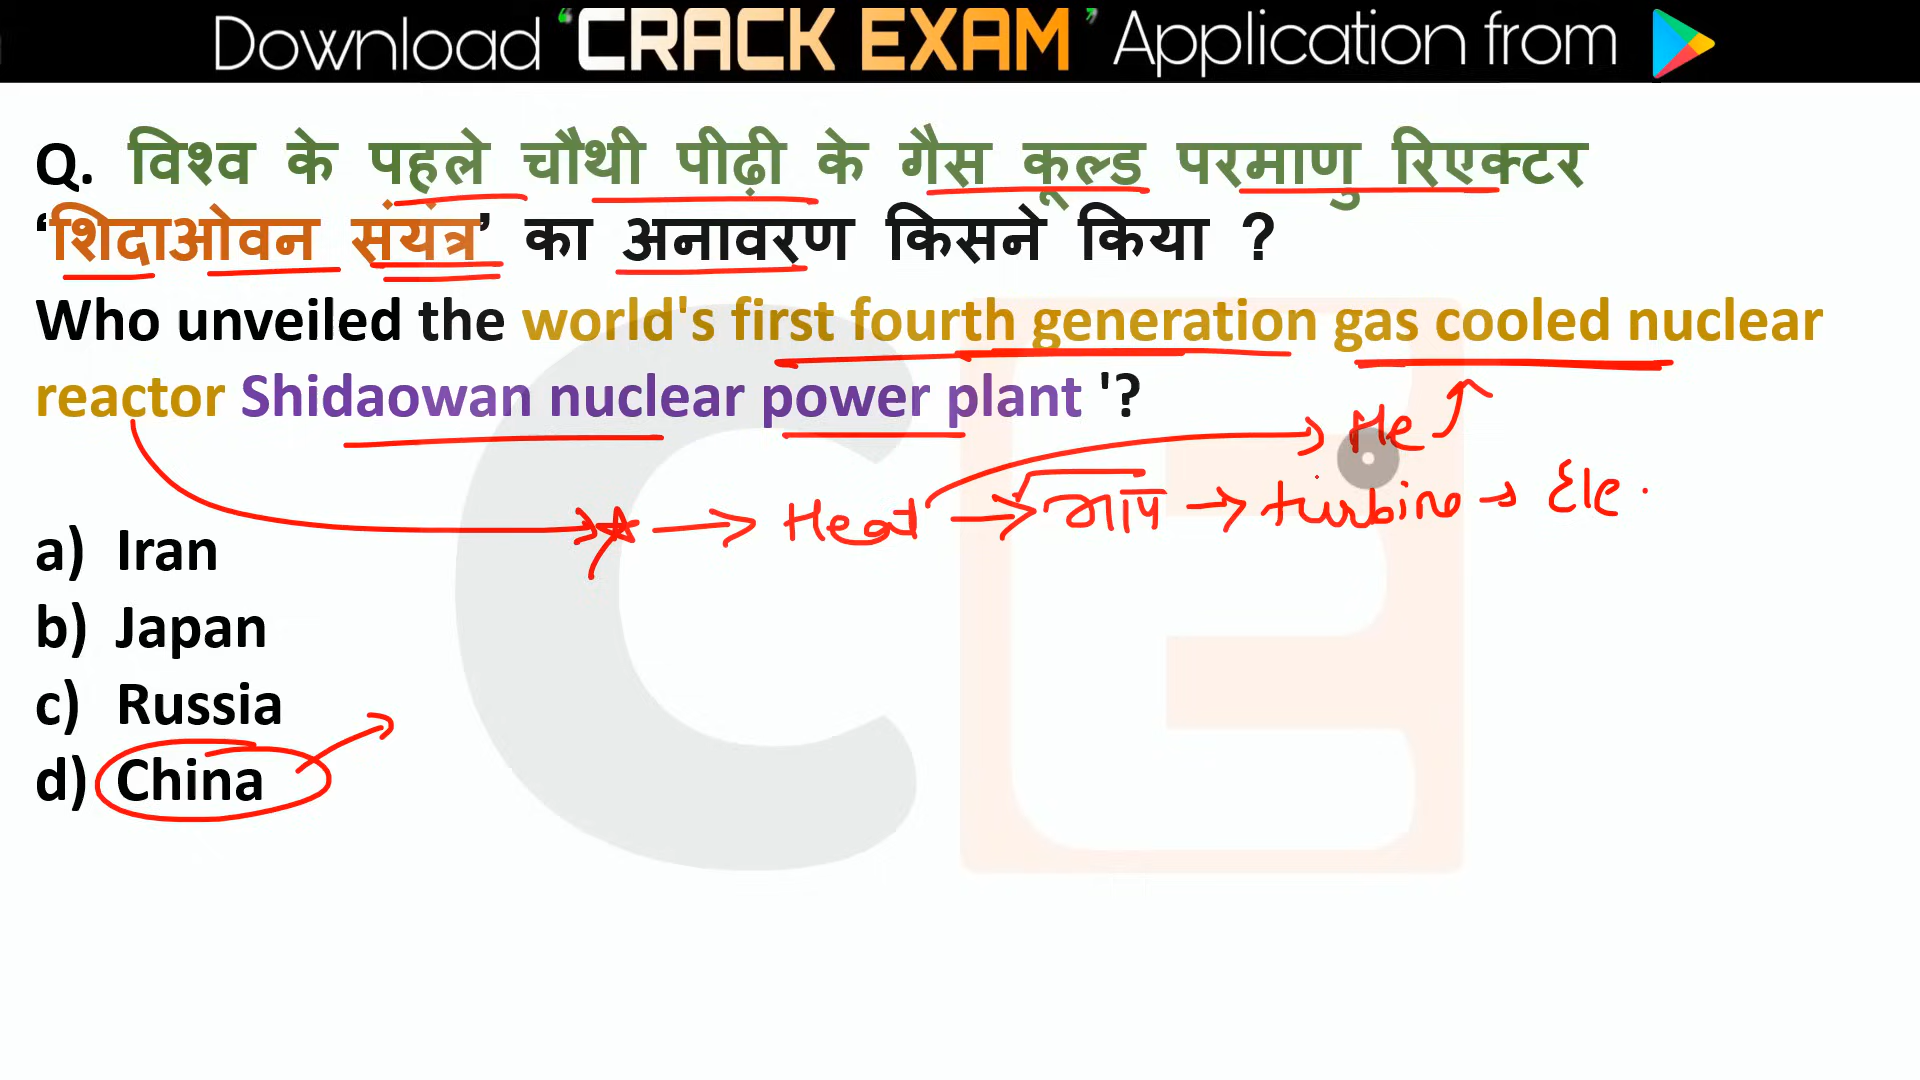 Download ‘CRACK EXAM’ Application from
Q. विश्व के पहले चौथी पीढ़ी के गैस कूल्ड परमाणु रिएक्टर
‘शिदाओवन संयंत्र’ का अनावरण किसने किया ?
Who unveiled the world's first fourth generation gas cooled nuclear
reactor Shidaowan nuclear power plant '?
He
Heat → भाप → turbine → Ele.
a) Iran
b) Japan
c) Russia
d) China